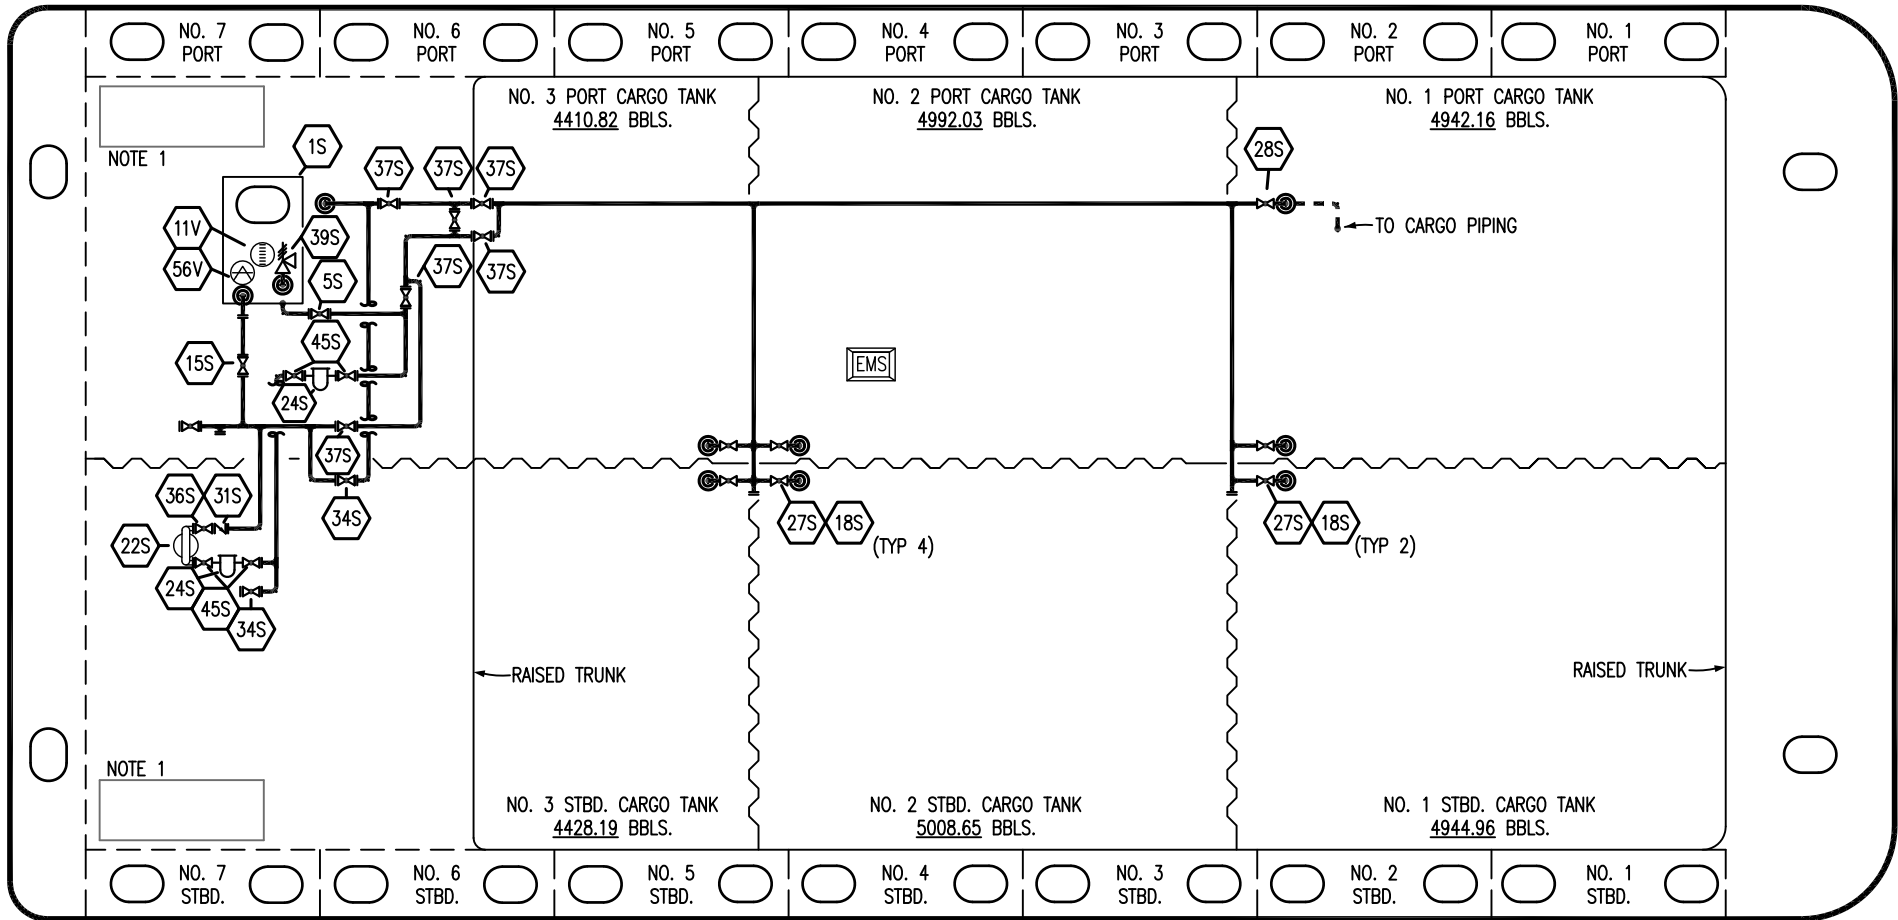 NO. 7
PORT
NO. 6
PORT
NO. 5
PORT
NO. 4
PORT
NO. 3
PORT
NO. 2
PORT
NO. 1
PORT
NO. 3 PORT CARGO TANK
4410.82 BBLS.
NO. 2 PORT CARGO TANK
4992.03 BBLS.
NO. 1 PORT CARGO TANK
4942.16 BBLS.
NOTE 1
1S
37S
37S
37S
28S
11V
39S
TO CARGO PIPING
56V
5S
37S
37S
45S
15S
EMS
24S
37S
36S
31S
34S
27S
18S
(TYP 4)
27S
18S
(TYP 2)
22S
24S
45S
34S
RAISED TRUNK
RAISED TRUNK
NOTE 1
NO. 3 STBD. CARGO TANK
4428.19 BBLS.
NO. 2 STBD. CARGO TANK
5008.65 BBLS.
NO. 1 STBD. CARGO TANK
4944.96 BBLS.
NO. 7
STBD.
NO. 6
STBD.
NO. 5
STBD.
NO. 4
STBD.
NO. 3
STBD.
NO. 2
STBD.
NO. 1
STBD.